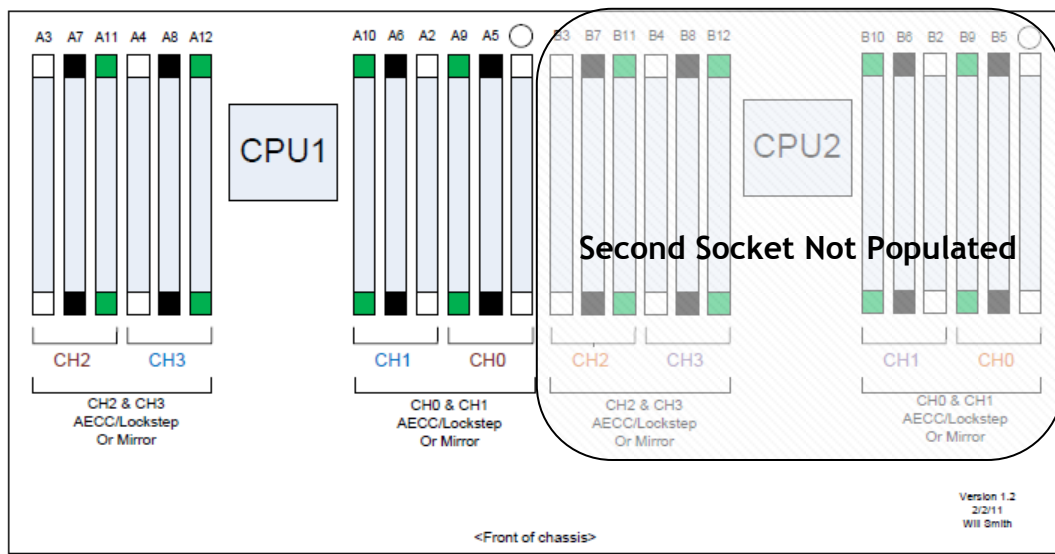 A3 A7 A11 A4 A8 A12 A10 A6 A2 A9 A5 B3 B7 B11 B4 B8 B12 B10 B6 B2 B9 B5
CPU1 CPU2
Second Socket Not Populated
CH2 CH3 CH1 CH0 CH2 CH3 CH1 CH0
CH2 & CH3
AECC/Lockstep
Or Mirror
CH0 & CH1
AECC/Lockstep
Or Mirror
CH2 & CH3
AECC/Lockstep
Or Mirror
CH0 & CH1
AECC/Lockstep
Or Mirror
Version 1.2
2/2/11
Will Smith
<Front of chassis>